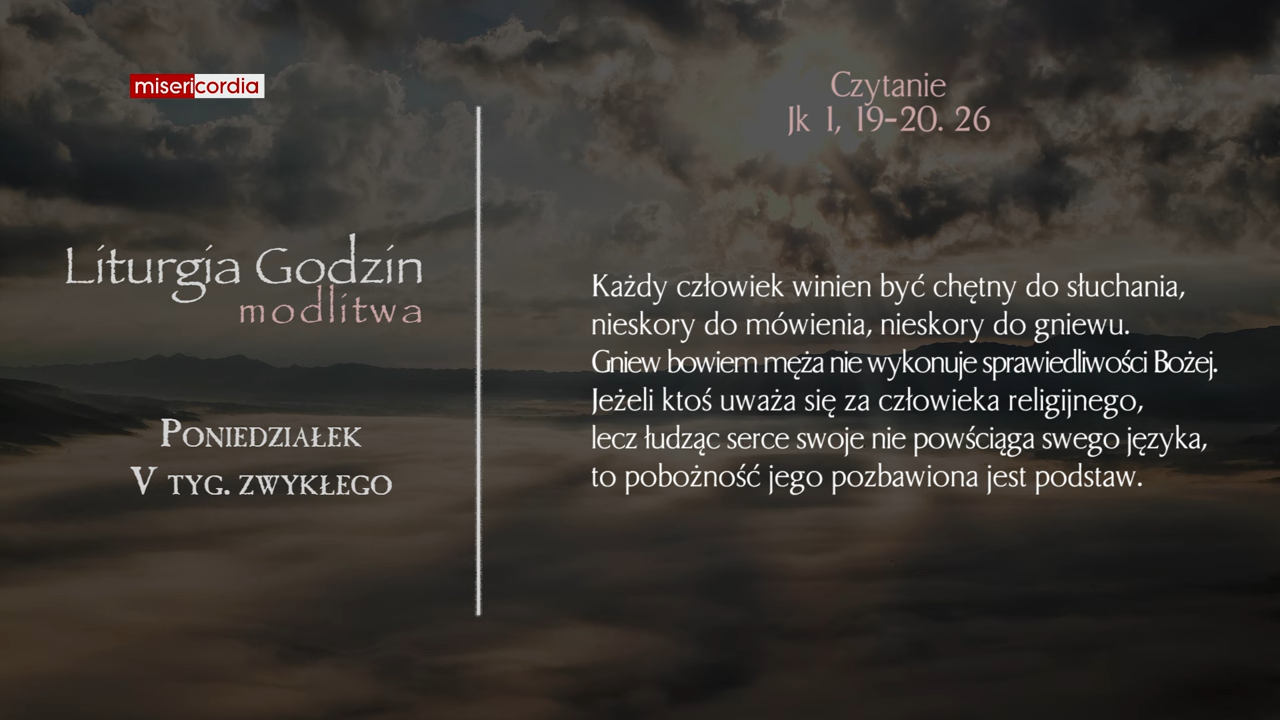 misericordia
Liturgia Godzin
modlitwa
Poniedziałek
V tyg. zwykłego
Czytanie
Jk 1, 19-20. 26
Każdy człowiek winien być chętny do słuchania,
nieskory do mówienia, nieskory do gniewu.
Gniew bowiem męża nie wykonuje sprawiedliwości Bożej.
Jeżeli ktoś uważa się za człowieka religijnego,
lecz łudząc serce swoje nie powściąga swego języka,
to pobożność jego pozbawiona jest podstaw.